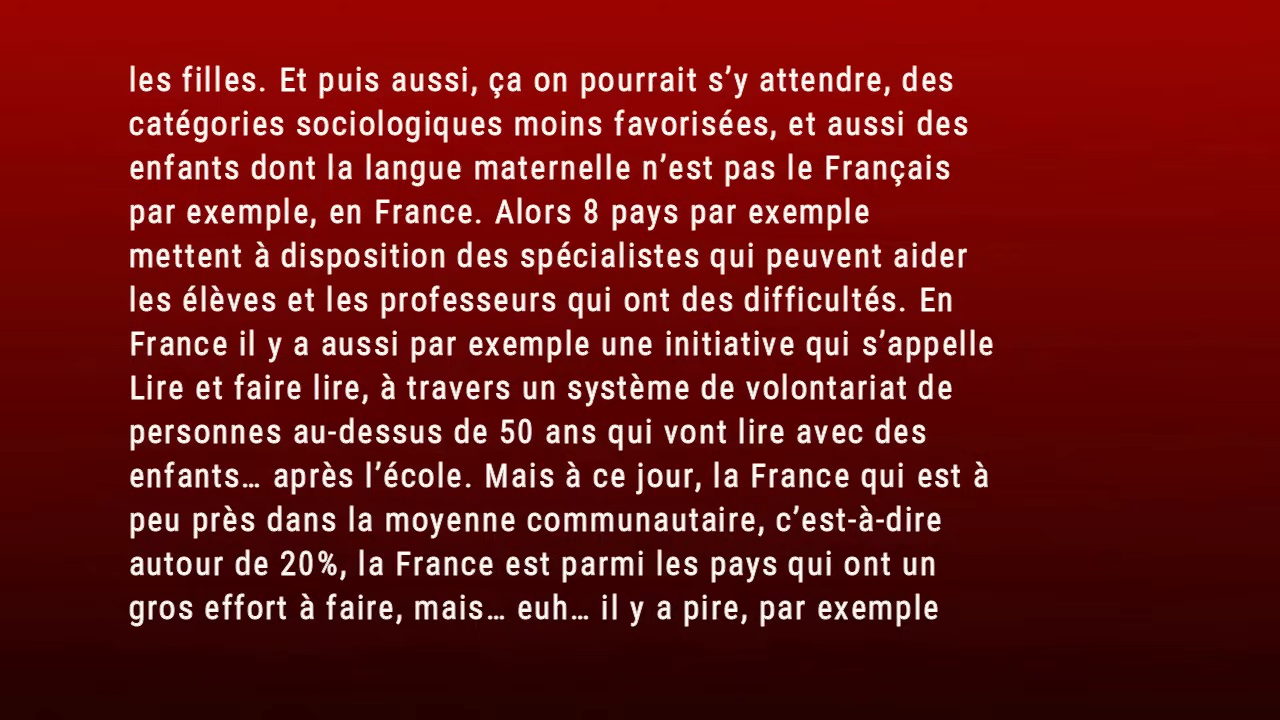 les filles. Et puis aussi, ça on pourrait s’y attendre, des
catégories sociologiques moins favorisées, et aussi des
enfants dont la langue maternelle n’est pas le Français
par exemple, en France. Alors 8 pays par exemple
mettent à disposition des spécialistes qui peuvent aider
les élèves et les professeurs qui ont des difficultés. En
France il y a aussi par exemple une initiative qui s’appelle
Lire et faire lire, à travers un système de volontariat de
personnes au-dessus de 50 ans qui vont lire avec des
enfants… après l’école. Mais à ce jour, la France qui est à
peu près dans la moyenne communautaire, c’est-à-dire
autour de 20%, la France est parmi les pays qui ont un
gros effort à faire, mais… euh… il y a pire, par exemple